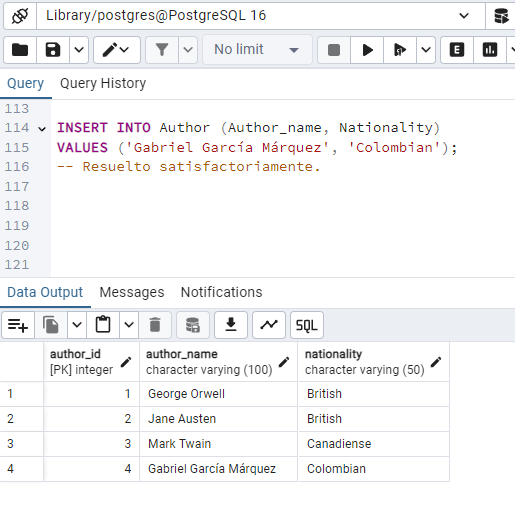 Library/postgres@PostgreSQL 16
No limit
E
Query Query History
113
114 INSERT INTO Author (Author_name, Nationality)
115 VALUES ('Gabriel García Márquez', 'Colombian');
116 -- Resuelto satisfactoriamente.
117
118
119
120
121
Data Output Messages Notifications
SQL
author_id author_name nationality
[PK] integer character varying (100) character varying (50)
1 1 George Orwell British
2 2 Jane Austen British
3 3 Mark Twain Canadiense
4 4 Gabriel García Márquez Colombian